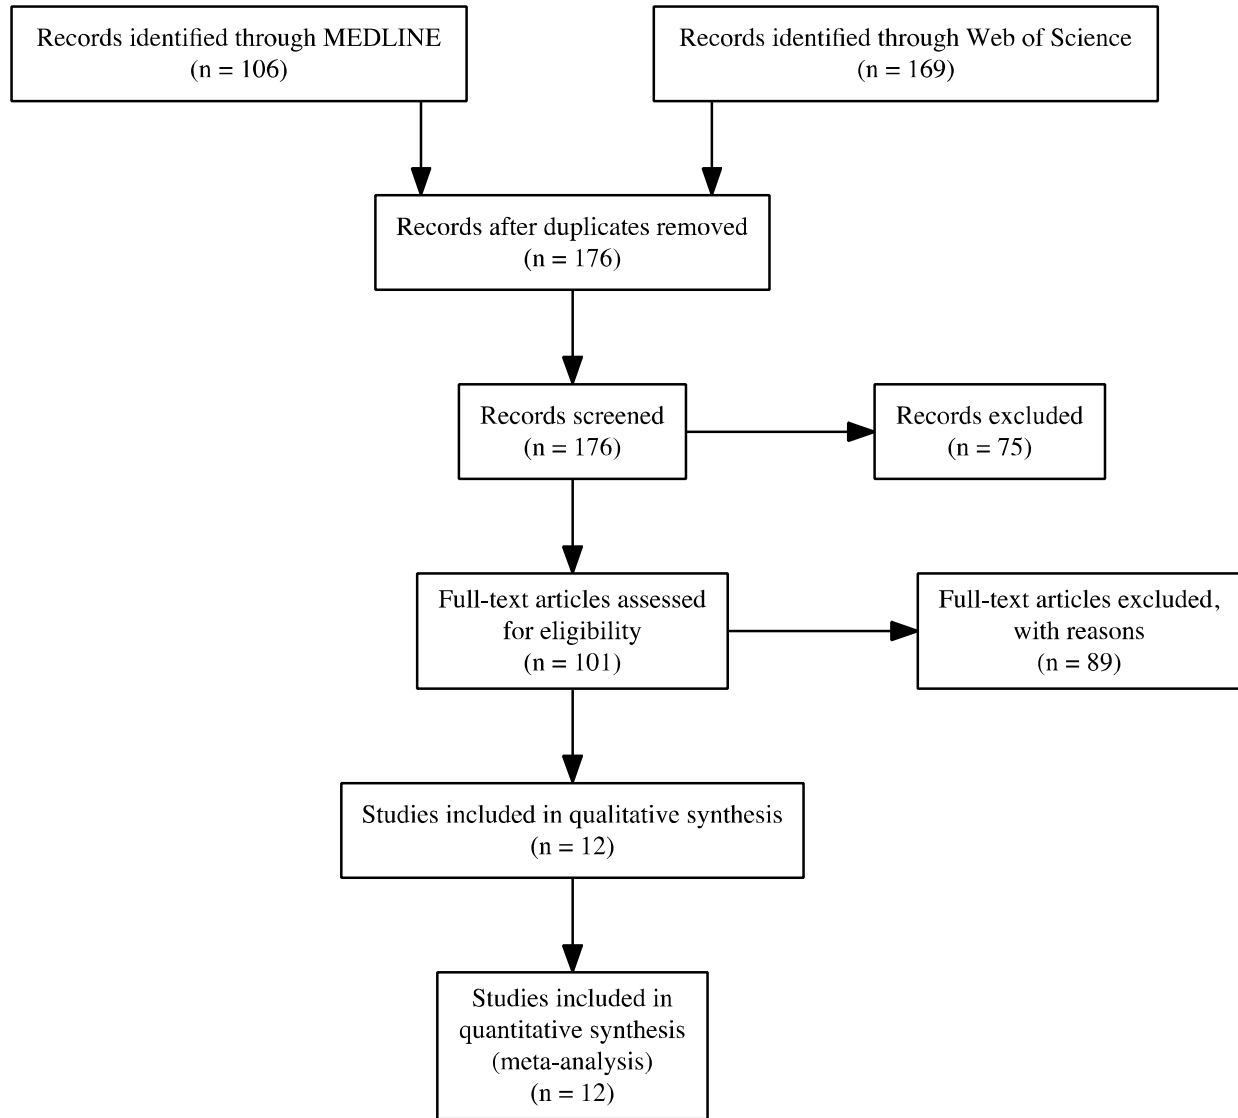 Records identified through MEDLINE
(n = 106)
Records identified through Web of Science
(n = 169)
Records after duplicates removed
(n = 176)
Records screened
(n = 176)
Records excluded
(n = 75)
Full-text articles assessed
for eligibility
(n = 101)
Full-text articles excluded,
with reasons
(n = 89)
Studies included in qualitative synthesis
(n = 12)
Studies included in
quantitative synthesis
(meta-analysis)
(n = 12)